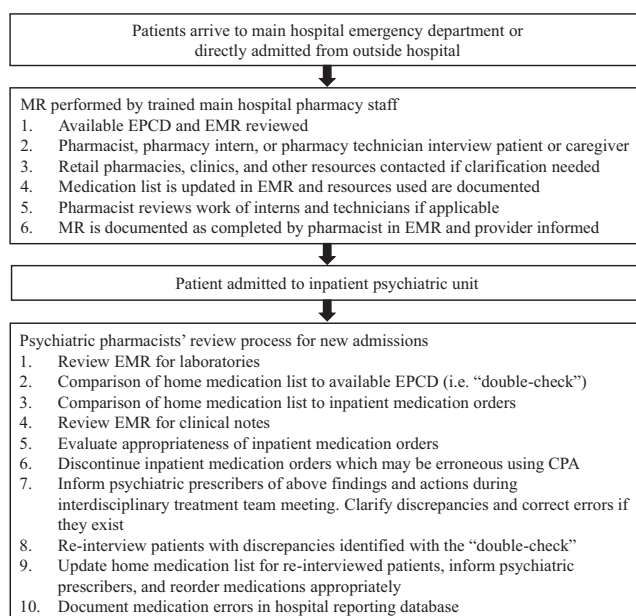 Patients arrive to main hospital emergency department or
directly admitted from outside hospital
MR performed by trained main hospital pharmacy staff
1. Available EPCD and EMR reviewed
2. Pharmacist, pharmacy intern, or pharmacy technician interview patient or caregiver
3. Retail pharmacies, clinics, and other resources contacted if clarification needed
4. Medication list is updated in EMR and resources used are documented
5. Pharmacist reviews work of interns and technicians if applicable
6. MR is documented as completed by pharmacist in EMR and provider informed
Patient admitted to inpatient psychiatric unit
Psychiatric pharmacists’ review process for new admissions
1. Review EMR for laboratories
2. Comparison of home medication list to available EPCD (i.e. “double-check”)
3. Comparison of home medication list to inpatient medication orders
4. Review EMR for clinical notes
5. Evaluate appropriateness of inpatient medication orders
6. Discontinue inpatient medication orders which may be erroneous using CPA
7. Inform psychiatric prescribers of above findings and actions during
interdisciplinary treatment team meeting. Clarify discrepancies and correct errors if
they exist
8. Re-interview patients with discrepancies identified with the “double-check”
9. Update home medication list for re-interviewed patients, inform psychiatric
prescribers, and reorder medications appropriately
10. Document medication errors in hospital reporting database